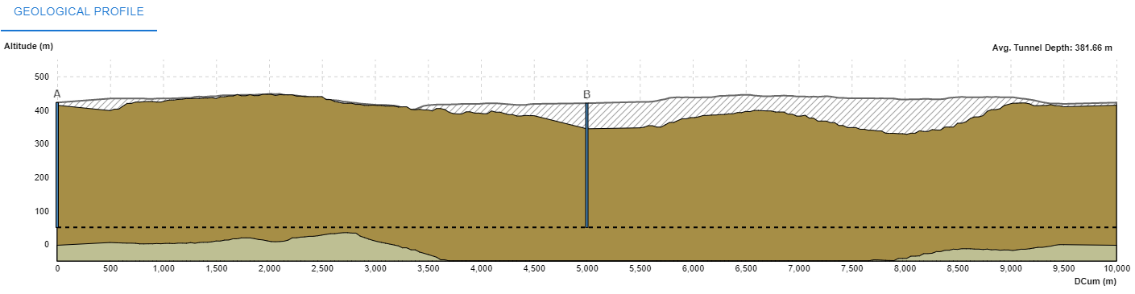 GEOLOGICAL PROFILE
Altitude (m)
Avg. Tunnel Depth: 381.66 m
500
A
B
400
300
200
100
0
0 500 1,000 1,500 2,000 2,500 3,000 3,500 4,000 4,500 5,000 5,500 6,000 6,500 7,000 7,500 8,000 8,500 9,000 9,500 10,000
DCum (m)